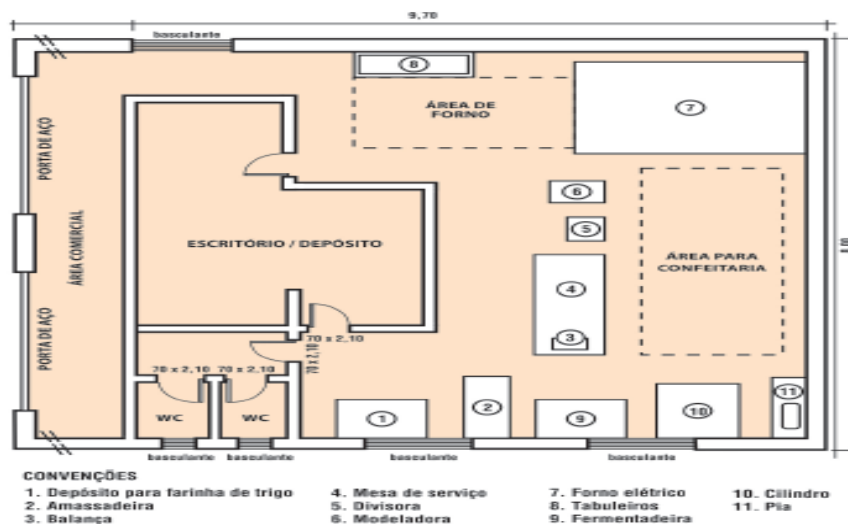 9,70
basculante
8
ÁREA DE
FORNO
7
PORTA DE AÇO
6
5
ÁREA COMERCIAL
ESCRITÓRIO / DEPÓSITO
ÁREA PARA
CONFEITARIA
4
3
PORTA DE AÇO
70 x 2,10
70 x 2,10
70 x 2,10 70 x 2,10
WC
WC
1
2
9
10
11
basculante basculante basculante basculante
CONVENÇÕES
1. Depósito para farinha de trigo
2. Amassadeira
3. Balança
4. Mesa de serviço
5. Divisora
6. Modeladora
7. Forno elétrico
8. Tabuleiros
9. Fermentadeira
10. Cilindro
11. Pia